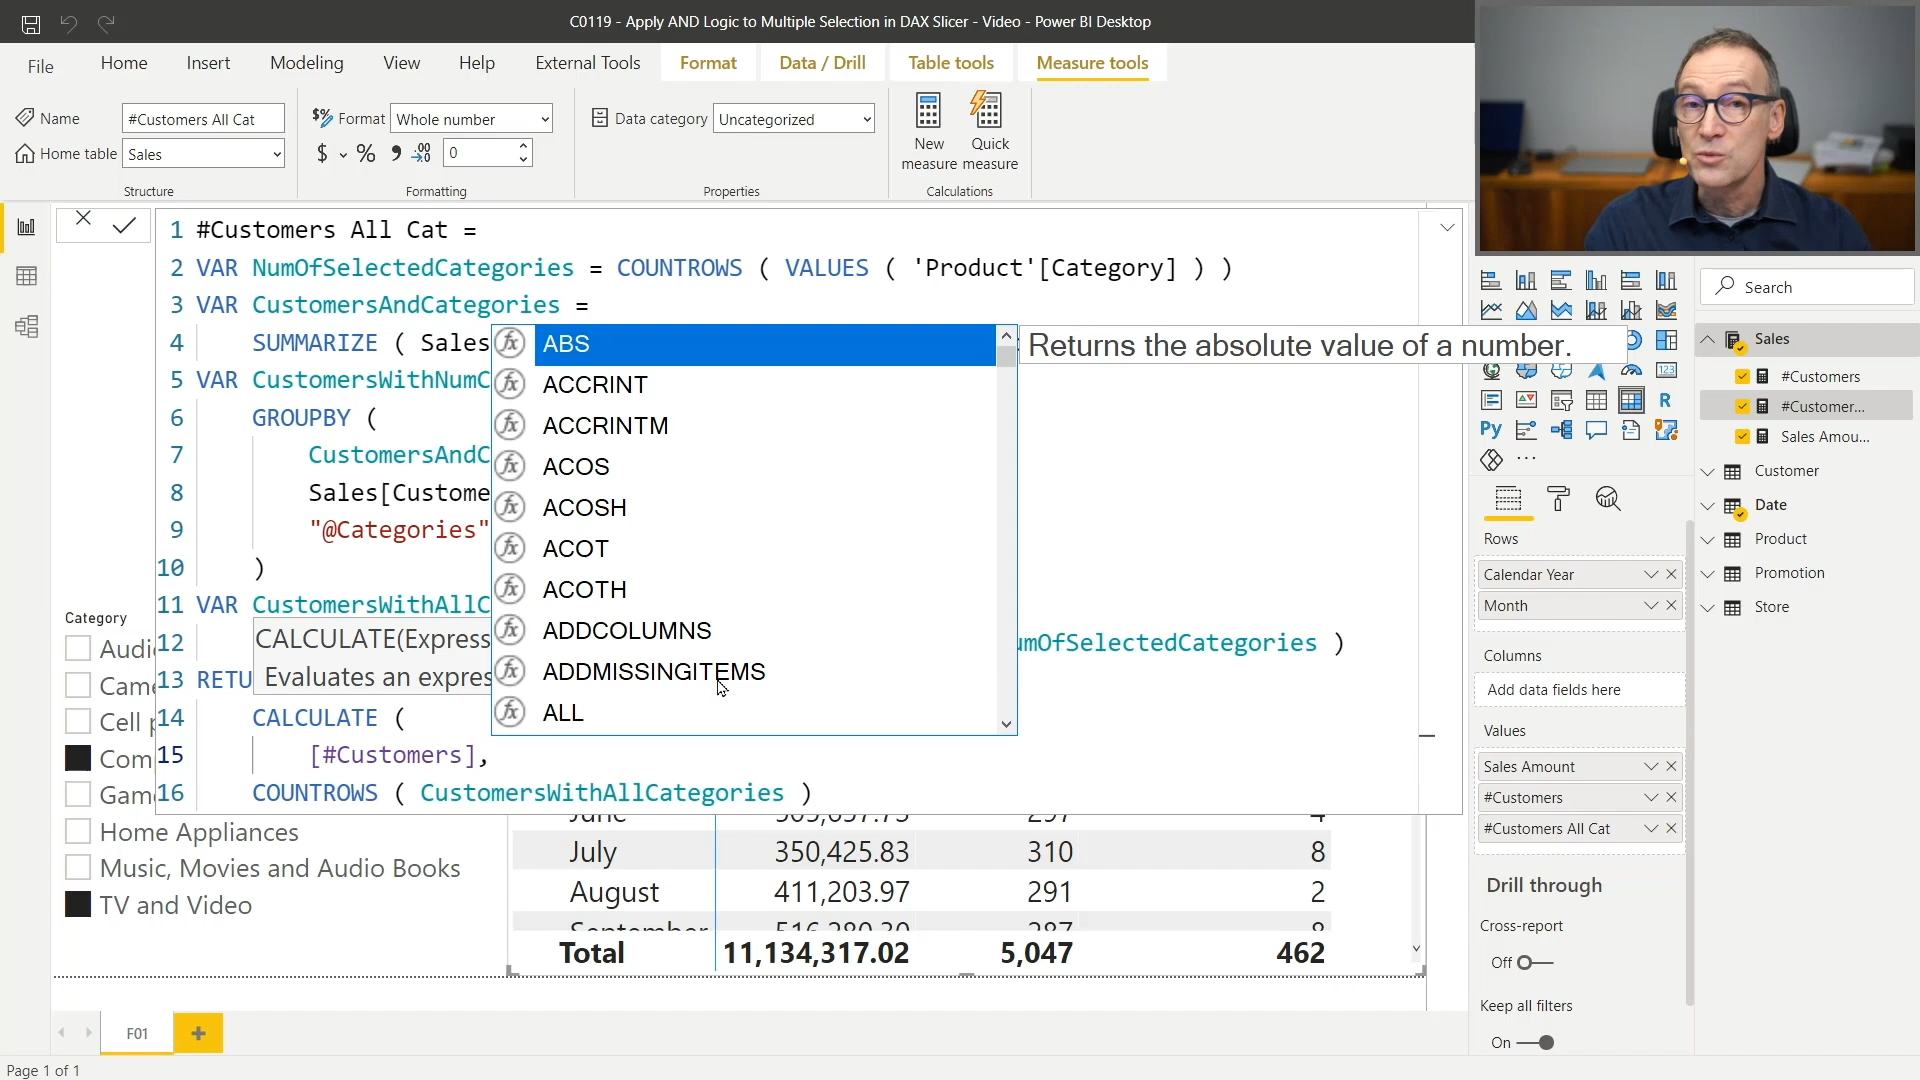 C0119 - Apply AND Logic to Multiple Selection in DAX Slicer - Video - Power BI Desktop
File Home Insert Modeling View Help External Tools Format Data / Drill Table tools Measure tools
Name #Customers All Cat
Home table Sales
Structure
$% Format Whole number
$ % 9 .00 0
Formatting
Data category Uncategorized
Properties
New measure
Quick measure
Calculations
1 #Customers All Cat =
2 VAR NumOfSelectedCategories = COUNTROWS ( VALUES ( 'Product'[Category] ) )
3 VAR CustomersAndCategories =
4 SUMMARIZE ( Sales
5 VAR CustomersWithNumC
6 GROUPBY (
7 CustomersAndC
8 Sales[Custome
9 "@Categories"
10 )
11 VAR CustomersWithAllC
12 umOfSelectedCategories )
13 RETU
14 CALCULATE (
15 [#Customers],
16 COUNTROWS ( CustomersWithAllCategories )
CALCULATE(Express
Evaluates an expres
ABS
ACCRINT
ACCRINTM
ACOS
ACOSH
ACOT
ACOTH
ADDCOLUMNS
ADDMISSINGITEMS
ALL
Returns the absolute value of a number.
Category
Audi
Came
Cell p
Com
Gam
Home Appliances
Music, Movies and Audio Books
TV and Video
July 350,425.83 310 8
August 411,203.97 291 2
Total 11,134,317.02 5,047 462
123
R
Py
Rows
Calendar Year
Month
Columns
Add data fields here
Values
Sales Amount
#Customers
#Customers All Cat
Drill through
Cross-report
Off
Keep all filters
On
Search
Sales
#Customers
#Customer...
Sales Amou...
Customer
Date
Product
Promotion
Store
F01
Page 1 of 1